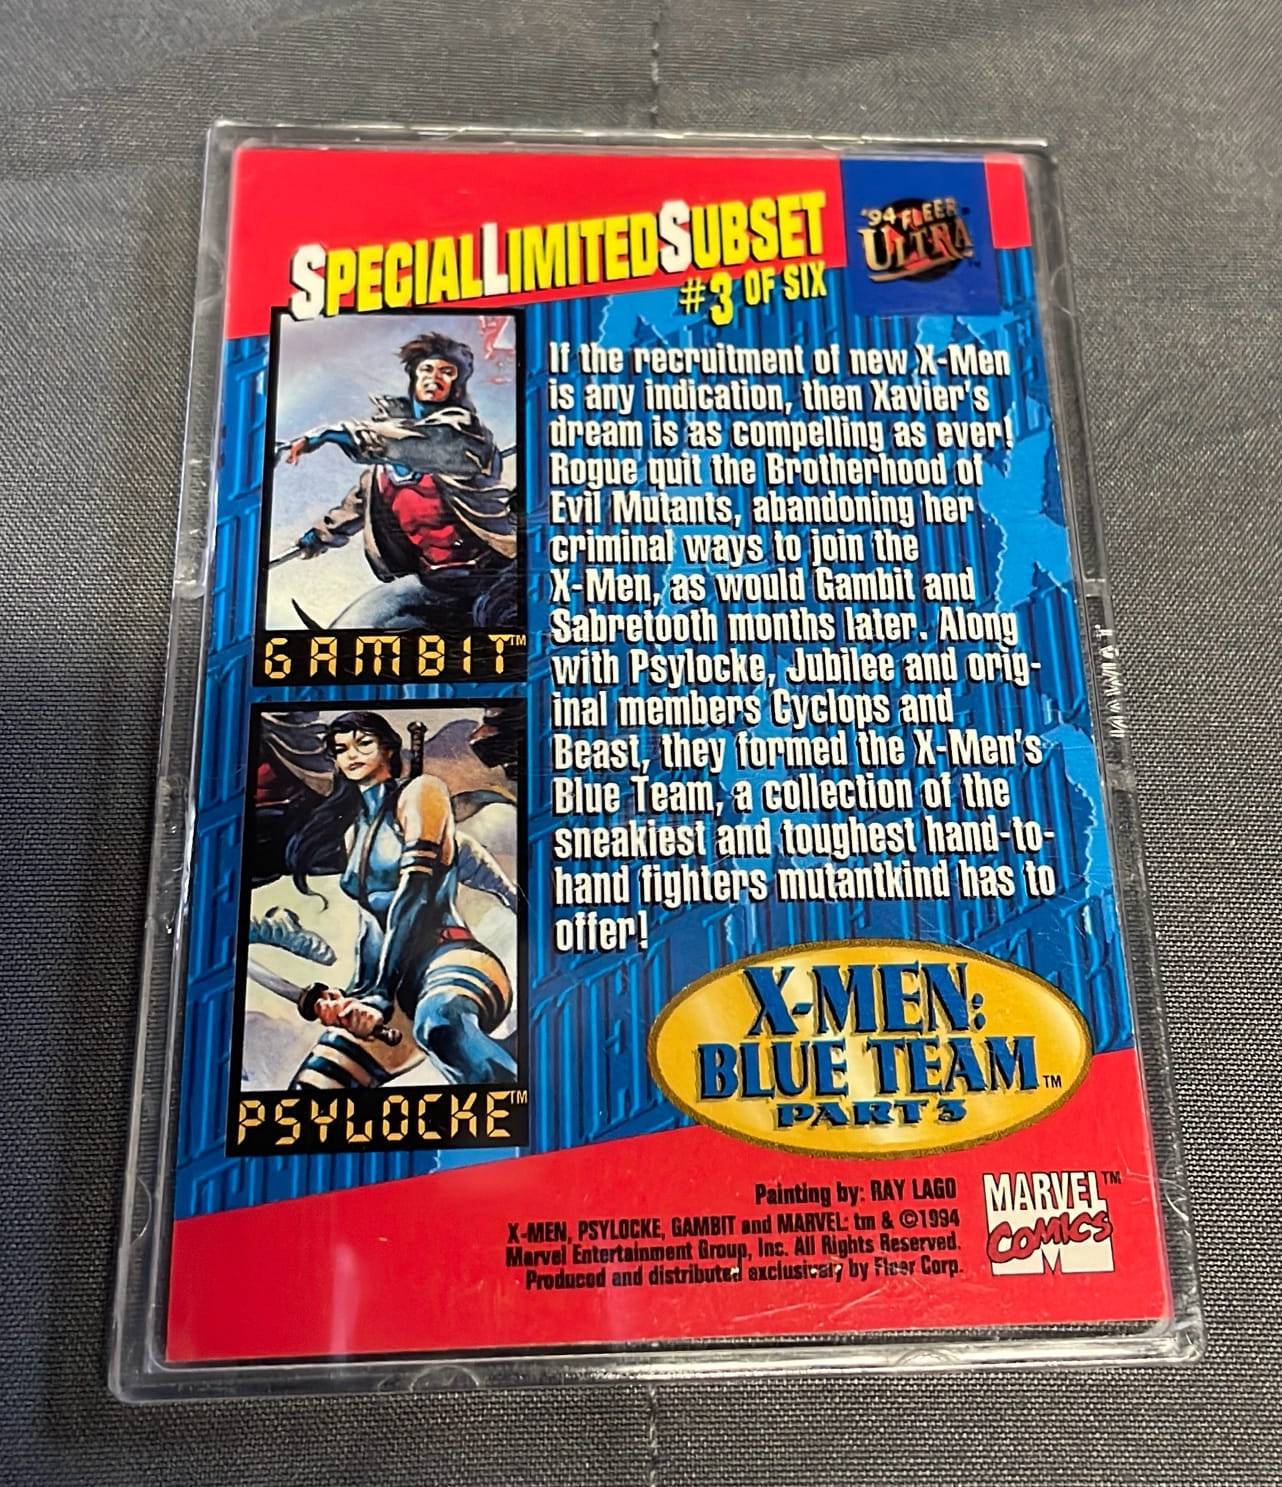 SPECIALLIMITEDSUBSET
#3 OF SIX
'94 FLEER
ULTRA™
If the recruitment of new X-Men
is any indication, then Xavier's
dream is as compelling as ever!
Rogue quit the Brotherhood of
Evil Mutants, abandoning her
criminal ways to join the
X-Men, as would Gambit and
Sabretooth months later. Along
with Psylocke, Jubilee and orig-
inal members Cyclops and
Beast, they formed the X-Men's
Blue Team, a collection of the
sneakiest and toughest hand-to-
hand fighters mutantkind has to
offer!
GAMBIT™
PSYLOCKE™
X-MEN:
BLUE TEAM™
PART 3
Painting by: RAY LAGO
X-MEN, PSYLOCKE, GAMBIT and MARVEL: tm & ©1994
Marvel Entertainment Group, Inc. All Rights Reserved.
Produced and distributed exclusively by Fleer Corp.
MARVEL™
COMICS